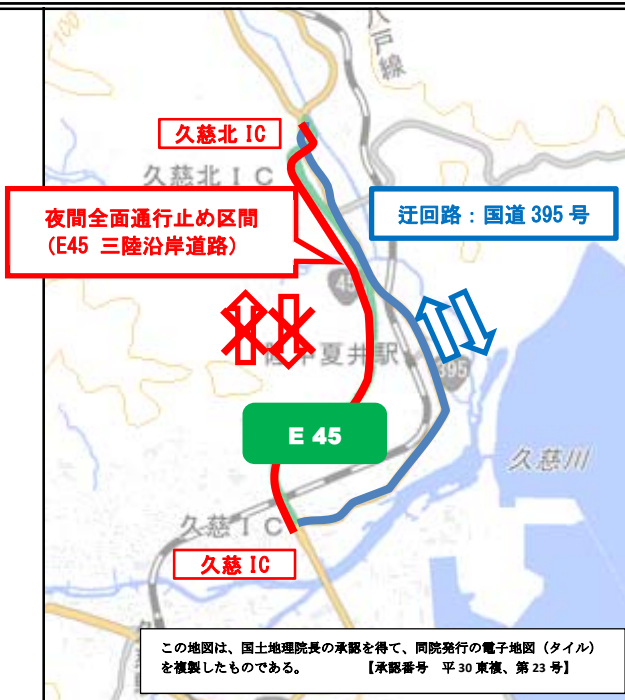 100
八戸線
久慈北 IC
久慈北 I C
夜間全面通行止め区間
(E45 三陸沿岸道路)
迂回路：国道 395 号
45
中夏井駅
395
E 45
久慈川
久慈 I C
久慈 IC
この地図は、国土地理院長の承認を得て、同院発行の電子地図（タイル）
を複製したものである。 【承認番号 平 30 東複、第 23 号】